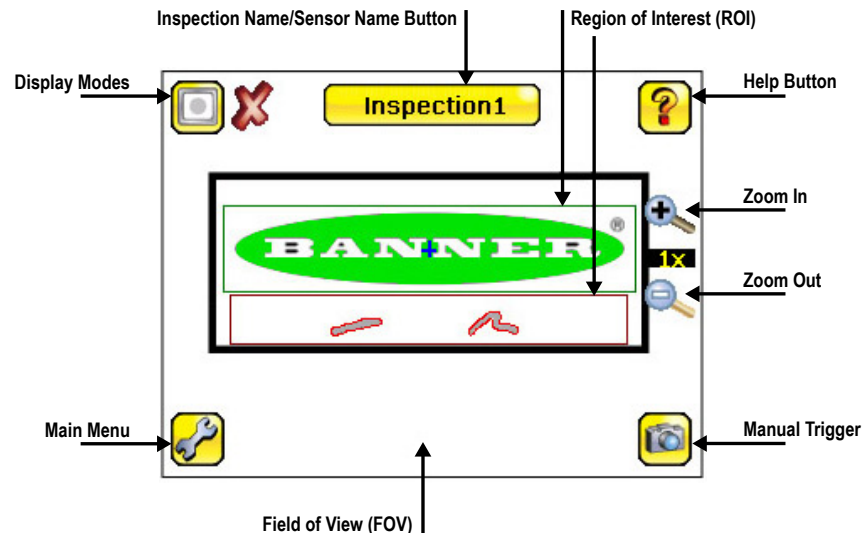 Inspection Name/Sensor Name Button
Region of Interest (ROI)
Display Modes
Inspection1
?
Help Button
BANNER
®
Zoom In
1x
Zoom Out
Main Menu
Manual Trigger
Field of View (FOV)